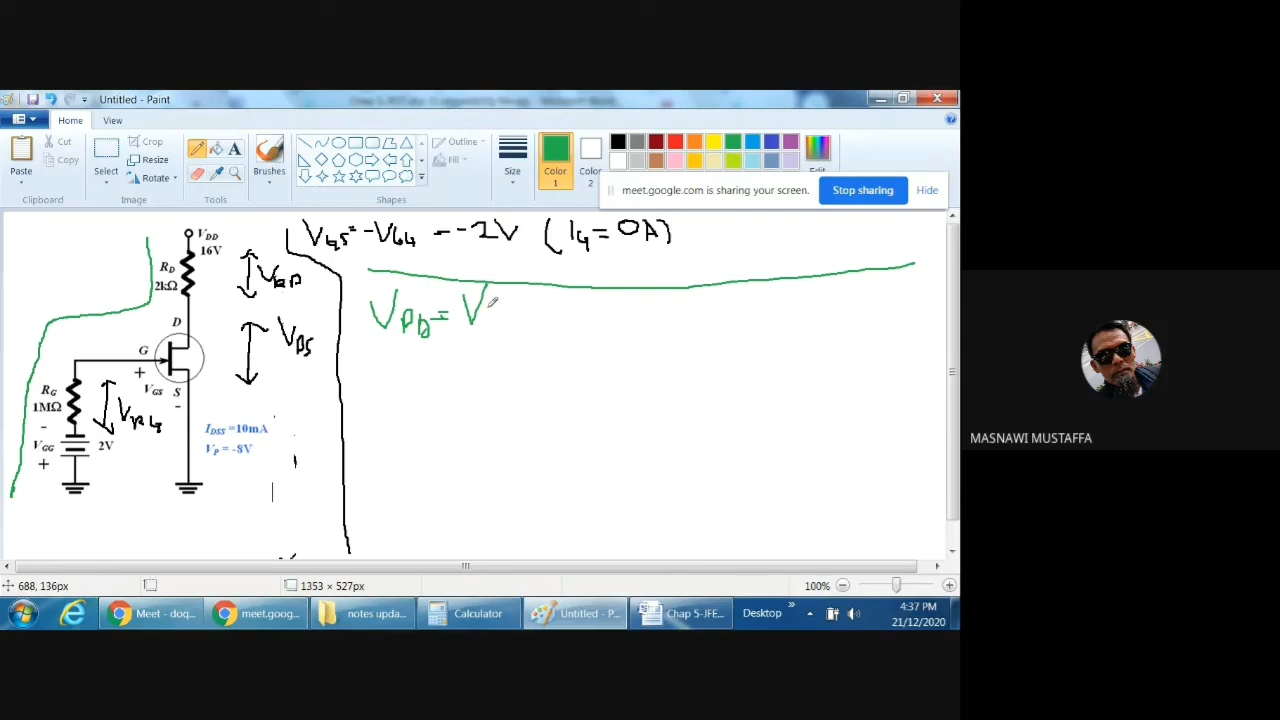 Untitled - Paint
Home View
Cut
Copy
Paste
Clipboard
Crop
Resize
Rotate
Select
Image
Tools
Brushes
Outline
Fill
Shapes
Size
Color 1
Color 2
meet.google.com is sharing your screen. Stop sharing Hide
VGS = -VGG = -2V (IG = 0A)
VDD
16V
RD
2kΩ
VRD
D
G
+
VGS
S
-
VDS
RG
1MΩ
-
VGG
+
2V
VRG
IDSS =10mA
VP = -8V
VDD = V
MASNAWI MUSTAFFA
688, 136px
1353 × 527px
100%
Meet - doq...
meet.goog...
notes upda...
Calculator
Untitled - P...
Chap 5-JFE...
Desktop
4:37 PM
21/12/2020